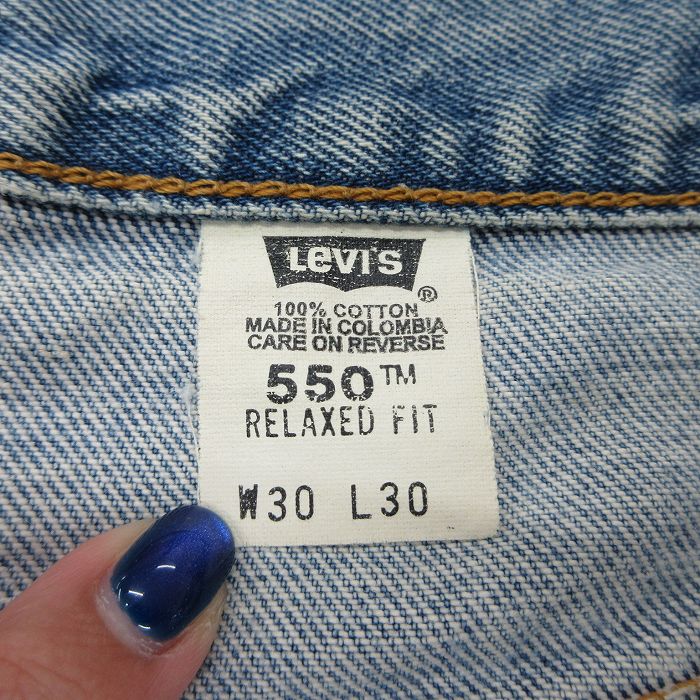 LEVI'S ®
100% COTTON
MADE IN COLOMBIA
CARE ON REVERSE
550™
RELAXED FIT
W30 L30